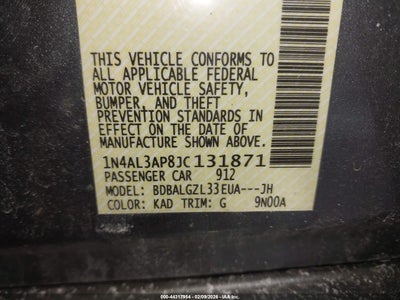 THIS VEHICLE CONFORMS TO
ALL APPLICABLE FEDERAL
MOTOR VEHICLE SAFETY,
BUMPER, AND THEFT
PREVENTION STANDARDS IN
EFFECT ON THE DATE OF
MANUFACTURE SHOWN ABOVE.
1N4AL3AP8JC131871
PASSENGER CAR 912
MODEL: BDBALGZL33EUA---JH
COLOR: KAD TRIM: G 9N00A
000-44317954 - 02/09/2026 - IAA Inc.